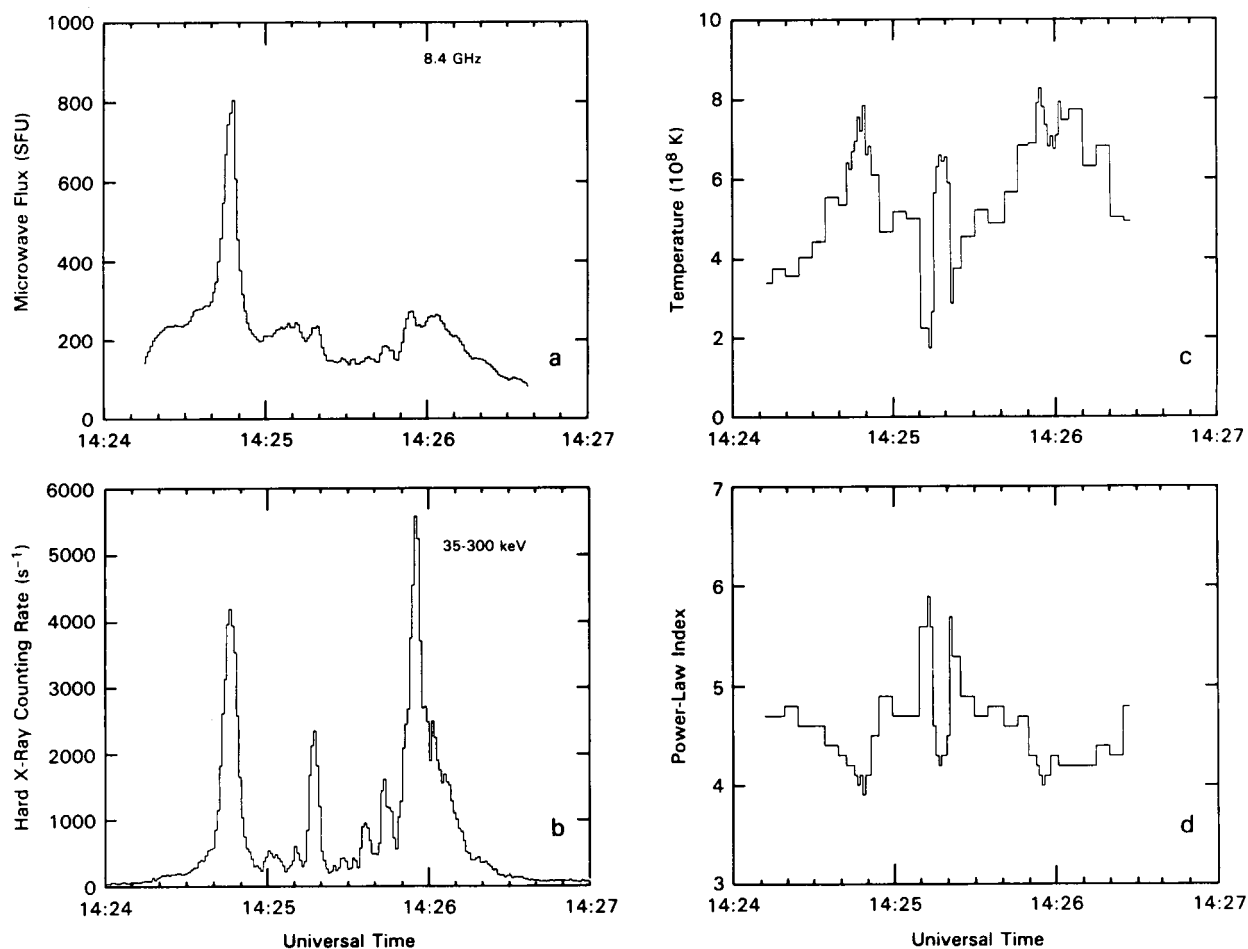 1000
800
600
400
200
0
Microwave Flux (SFU)
8.4 GHz
a
14:24 14:25 14:26 14:27
10
8
6
4
2
0
Temperature (10⁸ K)
c
14:24 14:25 14:26 14:27
6000
5000
4000
3000
2000
1000
0
Hard X-Ray Counting Rate (s⁻¹)
35-300 keV
b
14:24 14:25 14:26 14:27
Universal Time
7
6
5
4
3
Power-Law Index
d
14:24 14:25 14:26 14:27
Universal Time